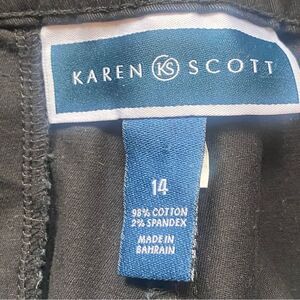 KAREN KS SCOTT
14
98% COTTON
2% SPANDEX
MADE IN
BAHRAIN